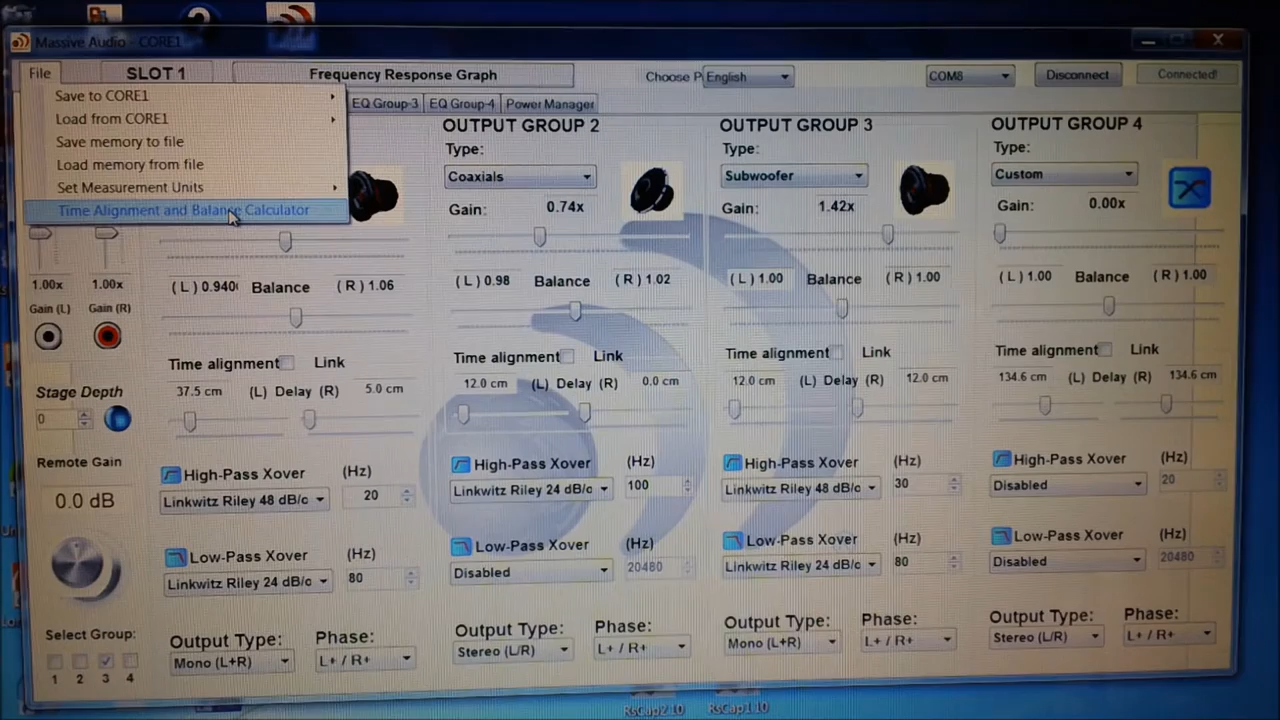 Massive Audio - CORE1
File
SLOT 1
Frequency Response Graph
Choose P
English
COM8
Disconnect
Connected!
Save to CORE1
Load from CORE1
Save memory to file
Load memory from file
Set Measurement Units
Time Alignment and Balance Calculator
EQ Group-3
EQ Group-4
Power Manager
1.00x
1.00x
Gain (L)
Gain (R)
Stage Depth
0
Remote Gain
0.0 dB
Select Group:
1 2 3 4
( L ) 0.940
Balance
( R ) 1.06
Time alignment
Link
37.5 cm
(L) Delay (R)
5.0 cm
High-Pass Xover
(Hz)
Linkwitz Riley 48 dB/o
20
Low-Pass Xover
(Hz)
Linkwitz Riley 24 dB/o
80
Output Type:
Phase:
Mono (L+R)
L+ / R+
OUTPUT GROUP 2
Type:
Coaxials
Gain:
0.74x
( L ) 0.98
Balance
( R ) 1.02
Time alignment
Link
12.0 cm
(L) Delay (R)
0.0 cm
High-Pass Xover
(Hz)
Linkwitz Riley 24 dB/o
100
Low-Pass Xover
(Hz)
Disabled
20480
Output Type:
Phase:
Stereo (L/R)
L+ / R+
OUTPUT GROUP 3
Type:
Subwoofer
Gain:
1.42x
( L ) 1.00
Balance
( R ) 1.00
Time alignment
Link
12.0 cm
(L) Delay (R)
12.0 cm
High-Pass Xover
(Hz)
Linkwitz Riley 48 dB/o
30
Low-Pass Xover
(Hz)
Linkwitz Riley 24 dB/o
80
Output Type:
Phase:
Mono (L+R)
L+ / R+
OUTPUT GROUP 4
Type:
Custom
Gain:
0.00x
( L ) 1.00
Balance
( R ) 1.00
Time alignment
Link
134.6 cm
(L) Delay (R)
134.6 cm
High-Pass Xover
(Hz)
Disabled
20
Low-Pass Xover
(Hz)
Disabled
20480
Output Type:
Phase:
Stereo (L/R)
L+ / R+
RsCap2.10
RsCap1.10